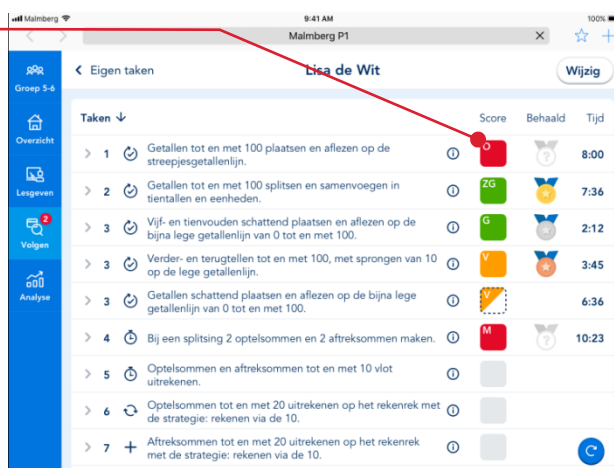 Malmberg 9:41 AM 100%
Malmberg P1
Groep 5-6
Overzicht
Lesgeven
2
Volgen
Analyse
Eigen taken Lisa de Wit Wijzig
Taken Score Behaald Tijd
1 Getallen tot en met 100 plaatsen en aflezen op de
streepjesgetallenlijn. O ? 8:00
2 Getallen tot en met 100 splitsen en samenvoegen in
tientallen en eenheden. ZG 7:36
3 Vijf- en tienvouden schattend plaatsen en aflezen op de
bijna lege getallenlijn van 0 tot en met 100. G 2:12
3 Verder- en terugtellen tot en met 100, met sprongen van 10
op de lege getallenlijn. V 3:45
3 Getallen schattend plaatsen en aflezen op de bijna lege
getallenlijn van 0 tot en met 100. V 6:36
4 Bij een splitsing 2 optelsommen en 2 aftreksommen maken. M ? 10:23
5 Optelsommen en aftreksommen tot en met 10 vlot
uitrekenen.
6 Optelsommen tot en met 20 uitrekenen op het rekenrek met
de strategie: rekenen via de 10.
7 Aftreksommen tot en met 20 uitrekenen op het rekenrek
met de strategie: rekenen via de 10.